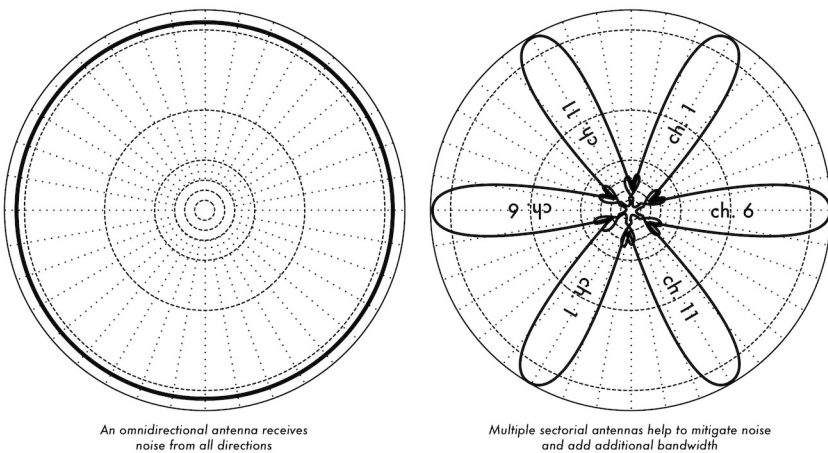 ch. 11
ch. 1
ch. 6
ch. 6
ch. 1
ch. 11
An omnidirectional antenna receives
noise from all directions
Multiple sectorial antennas help to mitigate noise
and add additional bandwidth